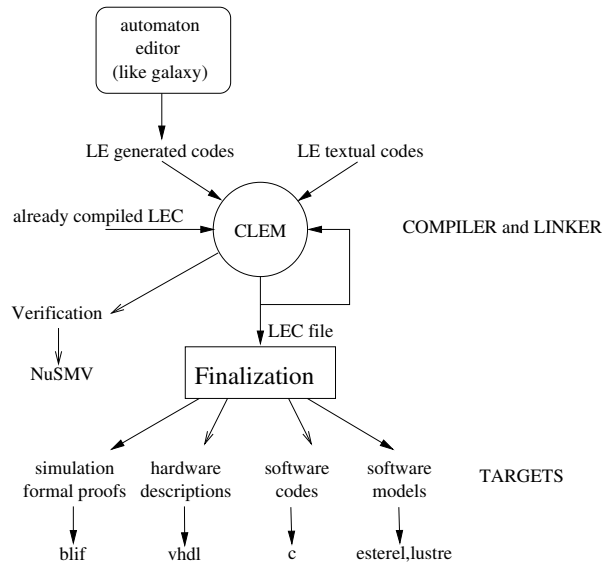 automaton
editor
(like galaxy)
LE generated codes
LE textual codes
already compiled LEC
CLEM
COMPILER and LINKER
Verification
LEC file
NuSMV
Finalization
simulation
formal proofs
hardware
descriptions
software
codes
software
models
TARGETS
blif
vhdl
c
esterel,lustre